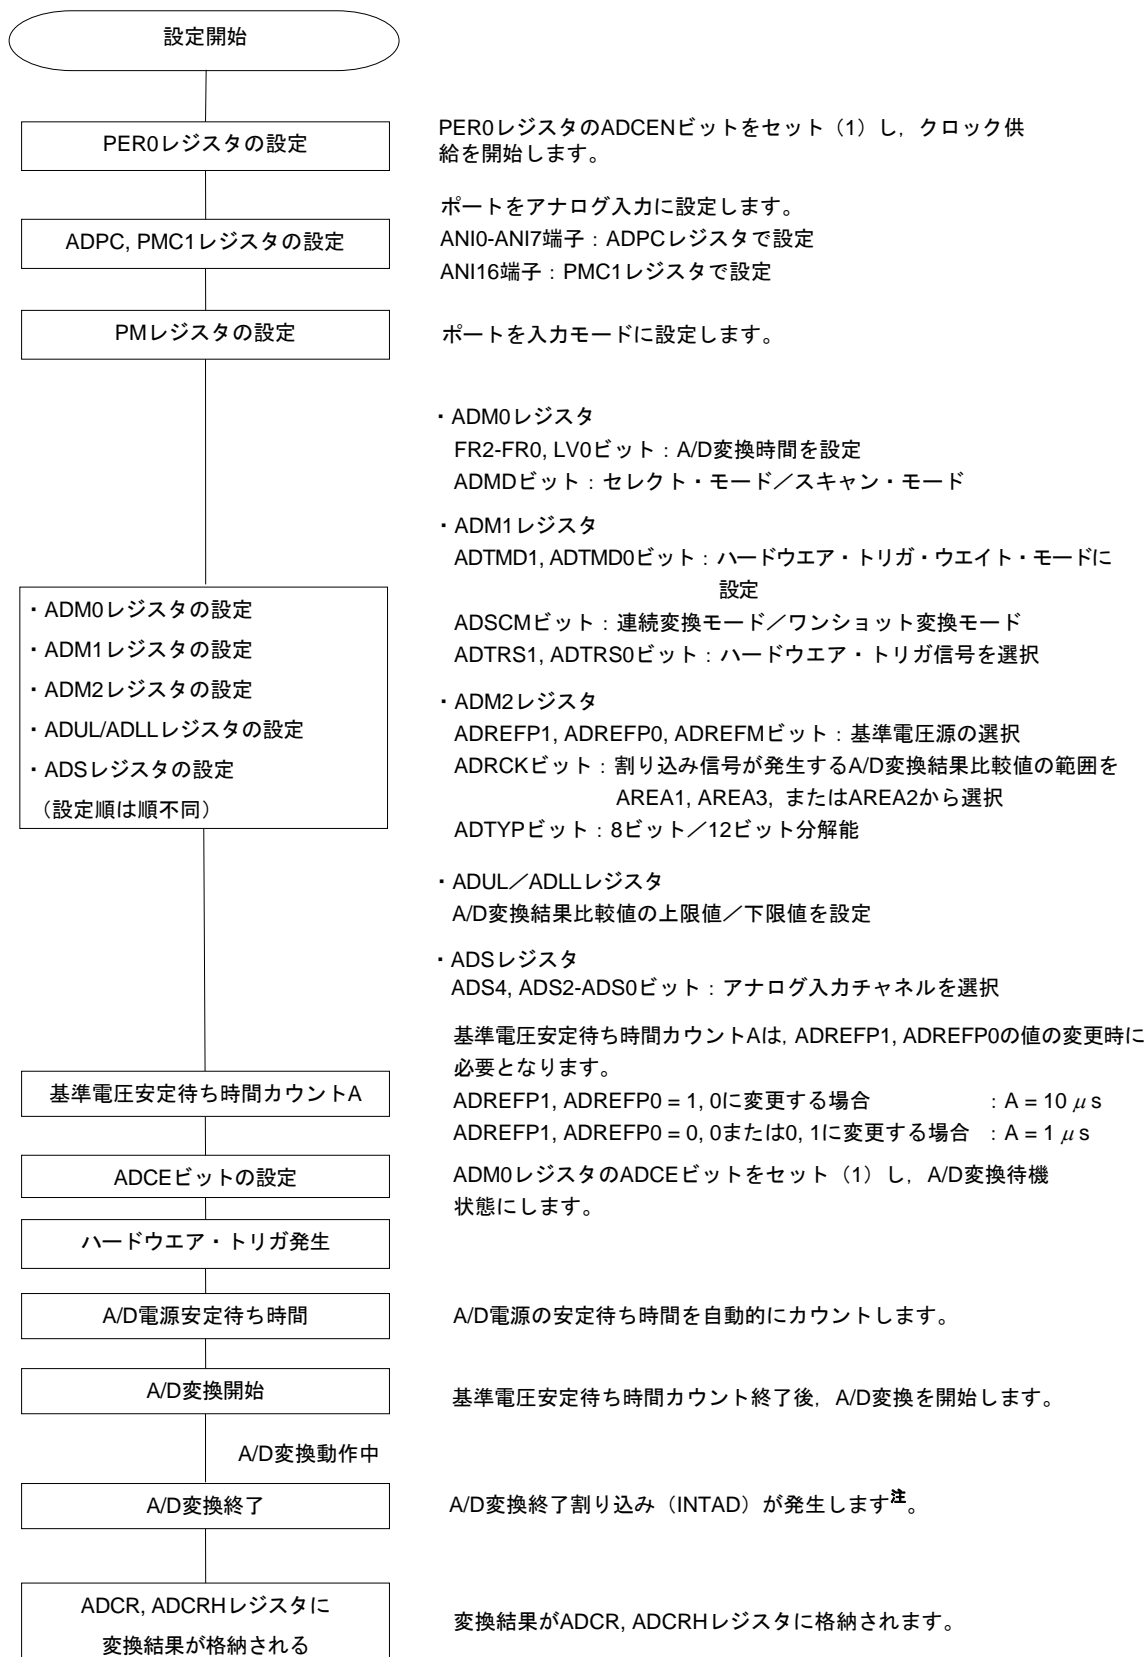 設定開始
PER0レジスタの設定
PER0レジスタのADCENビットをセット（1）し，クロック供
給を開始します。
ADPC, PMC1レジスタの設定
ポートをアナログ入力に設定します。
ANI0-ANI7端子：ADPCレジスタで設定
ANI16端子：PMC1レジスタで設定
PMレジスタの設定
ポートを入力モードに設定します。
・ADM0レジスタの設定
・ADM1レジスタの設定
・ADM2レジスタの設定
・ADUL/ADLLレジスタの設定
・ADSレジスタの設定
（設定順は順不同）
・ADM0レジスタ
FR2-FR0, LV0ビット：A/D変換時間を設定
ADMDビット：セレクト・モード／スキャン・モード
・ADM1レジスタ
ADTMD1, ADTMD0ビット：ハードウエア・トリガ・ウエイト・モードに
設定
ADSCMビット：連続変換モード／ワンショット変換モード
ADTRS1, ADTRS0ビット：ハードウエア・トリガ信号を選択
・ADM2レジスタ
ADREFP1, ADREFP0, ADREFMビット：基準電圧源の選択
ADRCKビット：割り込み信号が発生するA/D変換結果比較値の範囲を
AREA1, AREA3, またはAREA2から選択
ADTYPビット：8ビット／12ビット分解能
・ADUL／ADLLレジスタ
A/D変換結果比較値の上限値／下限値を設定
・ADSレジスタ
ADS4, ADS2-ADS0ビット：アナログ入力チャネルを選択
基準電圧安定待ち時間カウントA
基準電圧安定待ち時間カウントAは, ADREFP1, ADREFP0の値の変更時に
必要となります。
ADREFP1, ADREFP0 = 1, 0に変更する場合 ：A = 10 μs
ADREFP1, ADREFP0 = 0, 0または0, 1に変更する場合 ：A = 1 μs
ADCEビットの設定
ADM0レジスタのADCEビットをセット（1）し，A/D変換待機
状態にします。
ハードウエア・トリガ発生
A/D電源安定待ち時間
A/D電源の安定待ち時間を自動的にカウントします。
A/D変換開始
基準電圧安定待ち時間カウント終了後，A/D変換を開始します。
A/D変換動作中
A/D変換終了
A/D変換終了割り込み（INTAD）が発生します注。
ADCR, ADCRHレジスタに
変換結果が格納される
変換結果がADCR, ADCRHレジスタに格納されます。